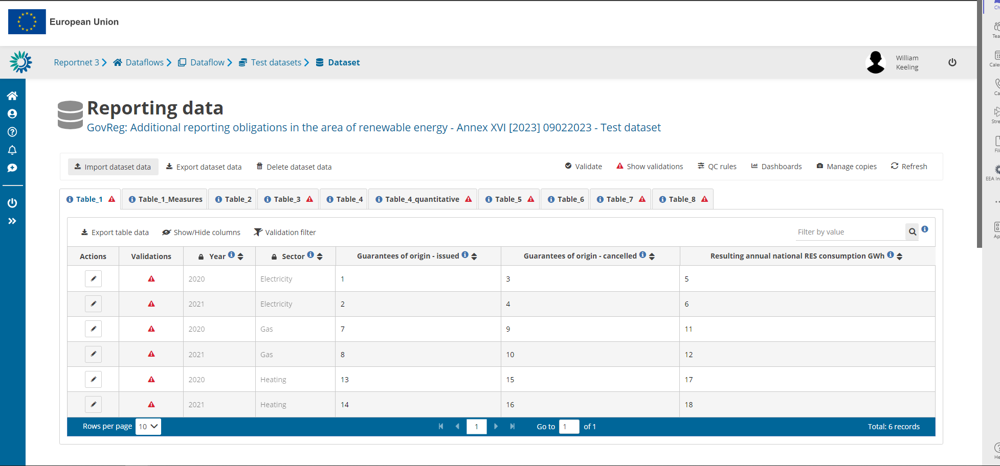 European Union
Reportnet 3 Dataflows Dataflow Test datasets Dataset
William
Keeling
Reporting data
GovReg: Additional reporting obligations in the area of renewable energy - Annex XVI [2023] 09022023 - Test dataset
Import dataset data Export dataset data Delete dataset data Validate Show validations QC rules Dashboards Manage copies Refresh
Table_1 Table_1_Measures Table_2 Table_3 Table_4 Table_4_quantitative Table_5 Table_6 Table_7 Table_8
Export table data Show/Hide columns Validation filter Filter by value
Actions Validations Year Sector Guarantees of origin - issued Guarantees of origin - cancelled Resulting annual national RES consumption GWh
2020 Electricity 1 3 5
2021 Electricity 2 4 6
2020 Gas 7 9 11
2021 Gas 8 10 12
2020 Heating 13 15 17
2021 Heating 14 16 18
Rows per page 10 1 Go to 1 of 1 Total: 6 records